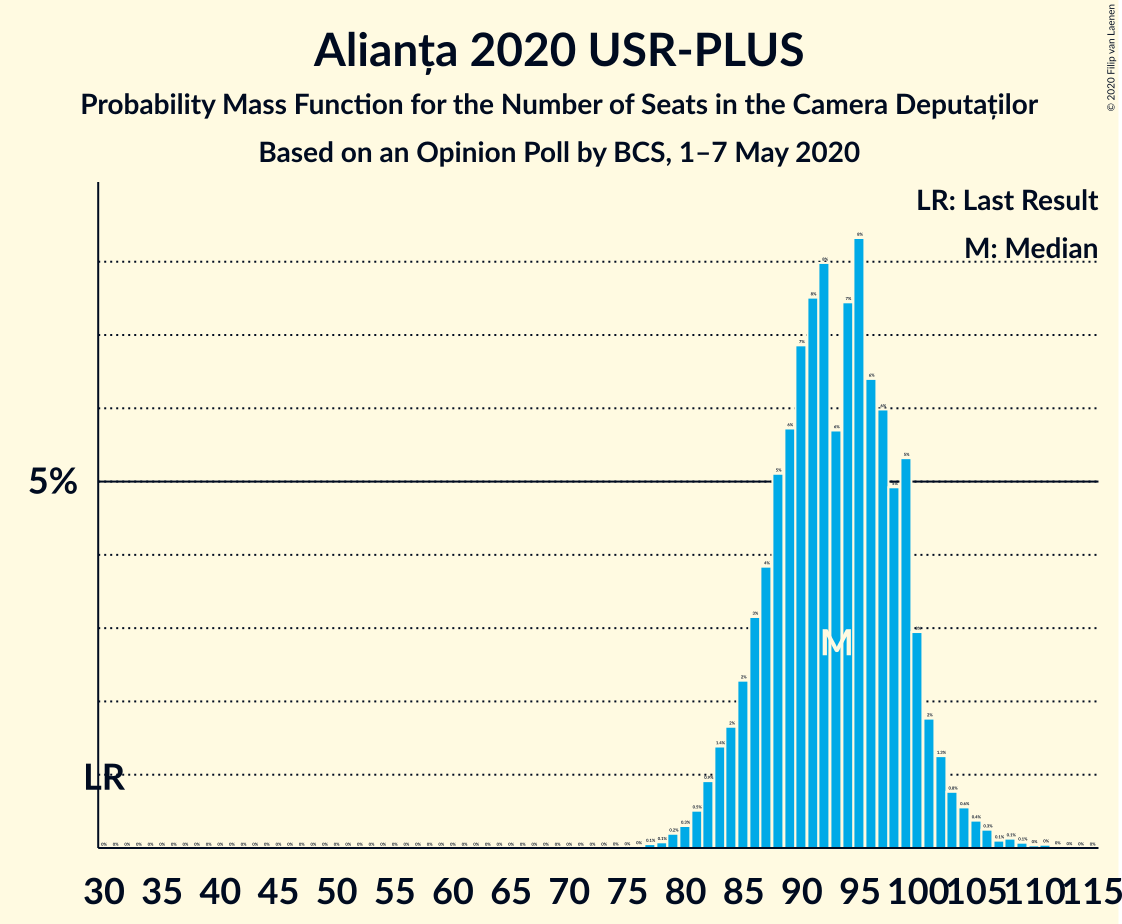 Alianța 2020 USR-PLUS
Probability Mass Function for the Number of Seats in the Camera Deputaților
Based on an Opinion Poll by BCS, 1–7 May 2020
© 2020 Filip van Laenen
LR: Last Result
M: Median
5%
M
LR
30 35 40 45 50 55 60 65 70 75 80 85 90 95 100 105 110 115